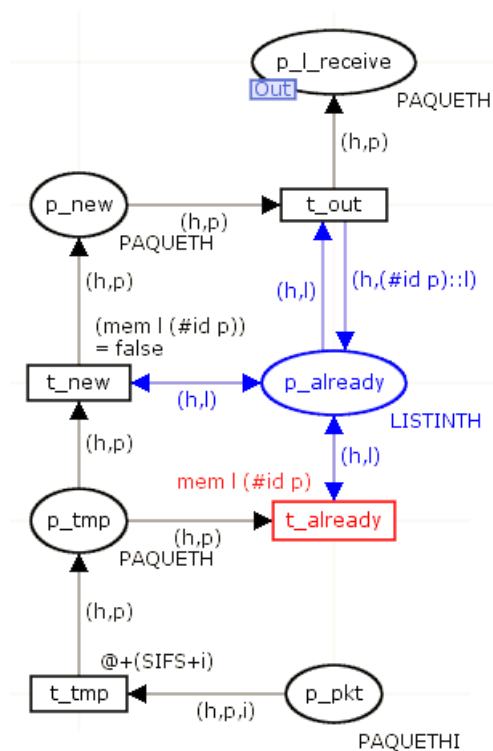 p_l_receive
Out
PAQUETH
(h,p)
p_new
(h,p)
t_out
PAQUETH
(h,p)
(h,l)
(h,(#id p)::l)
(mem l (#id p))
= false
t_new
(h,l)
p_already
LISTINTH
(h,p)
(h,l)
mem l (#id p)
p_tmp
(h,p)
t_already
PAQUETH
(h,p)
@+(SIFS+i)
t_tmp
(h,p,i)
p_pkt
PAQUETHI